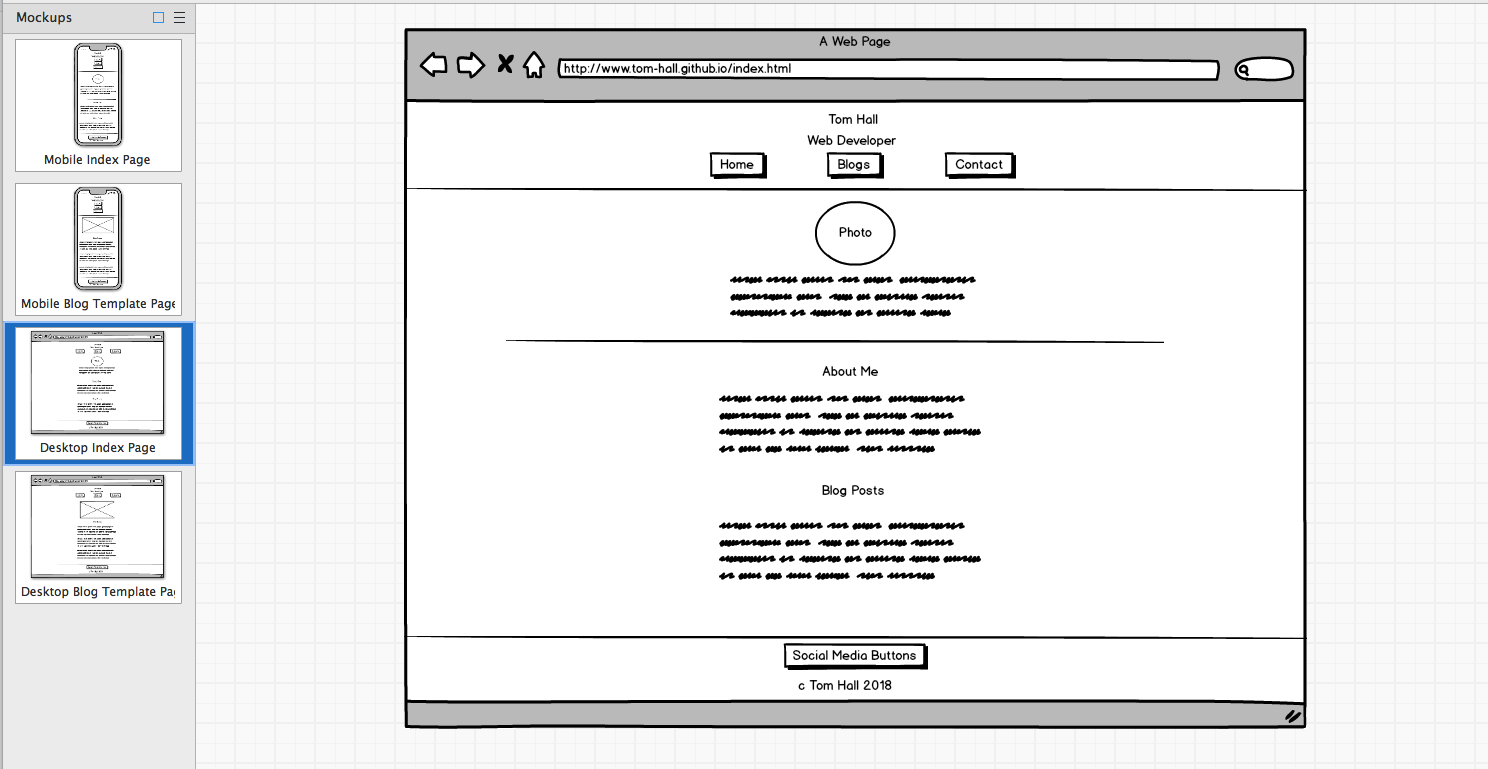 Mockups
Mobile Index Page
Mobile Blog Template Page
Desktop Index Page
Desktop Blog Template Pag
A Web Page
http://www.tom-hall.github.io/index.html
Tom Hall
Web Developer
Home Blogs Contact
Photo
About Me
Blog Posts
Social Media Buttons
c Tom Hall 2018